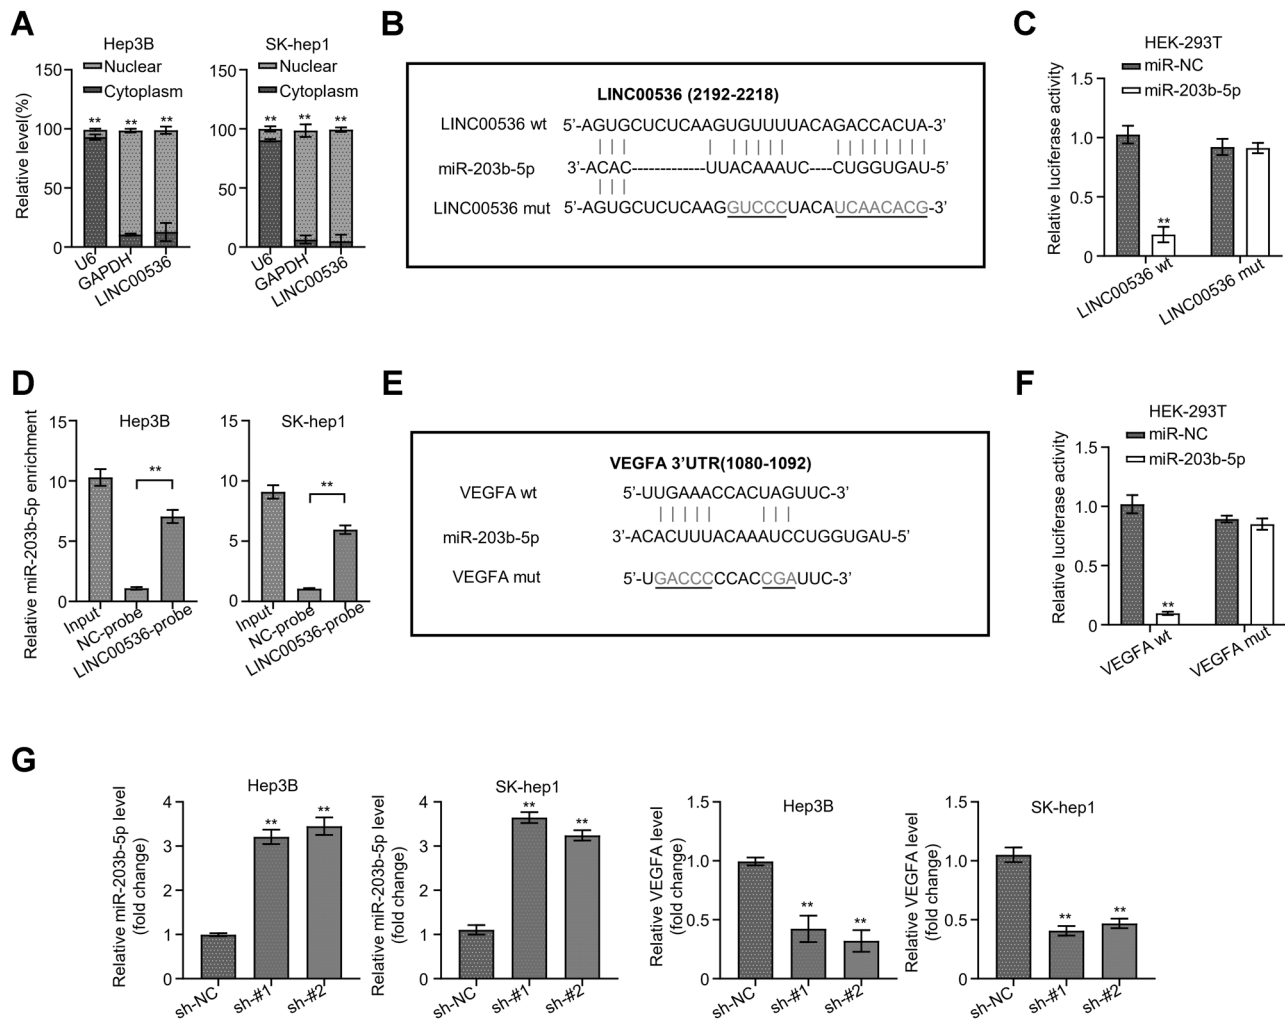 A
Hep3B
Nuclear
Cytoplasm
Relative level(%)
150
100
50
0
** ** **
U6
GAPDH
LINC00536
SK-hep1
Nuclear
Cytoplasm
150
100
50
0
** ** **
U6
GAPDH
LINC00536
B
LINC00536 (2192-2218)
LINC00536 wt 5’-AGUGCUCUCAAGUGUUUUACAGACCACUA-3’
miR-203b-5p 3’-ACAC-------------UUACAAAUC----CUGGUGAU-5’
LINC00536 mut 5’-AGUGCUCUCAAGGUCCCUACAUCAACACG-3’
C
HEK-293T
miR-NC
miR-203b-5p
Relative luciferase activity
1.5
1.0
0.5
0
**
LINC00536 wt
LINC00536 mut
D
Relative miR-203b-5p enrichment
Hep3B
15
10
5
0
**
Input
NC-probe
LINC00536-probe
SK-hep1
15
10
5
0
**
Input
NC-probe
LINC00536-probe
E
VEGFA 3’UTR(1080-1092)
VEGFA wt 5’-UUGAAACCACUAGUUC-3’
miR-203b-5p 3’-ACACUUUACAAAUCCUGGUGAU-5’
VEGFA mut 5’-UGACCCCCACCGAUUC-3’
F
HEK-293T
miR-NC
miR-203b-5p
Relative luciferase activity
1.5
1.0
0.5
0
**
VEGFA wt
VEGFA mut
G
Hep3B
Relative miR-203b-5p level
(fold change)
4
3
2
1
0
** **
sh-NC
sh-#1
sh-#2
SK-hep1
Relative miR-203b-5p level
(fold change)
4
3
2
1
0
** **
sh-NC
sh-#1
sh-#2
Hep3B
Relative VEGFA level
(fold change)
1.5
1.0
0.5
0
** **
sh-NC
sh-#1
sh-#2
SK-hep1
Relative VEGFA level
(fold change)
1.5
1.0
0.5
0
** **
sh-NC
sh-#1
sh-#2